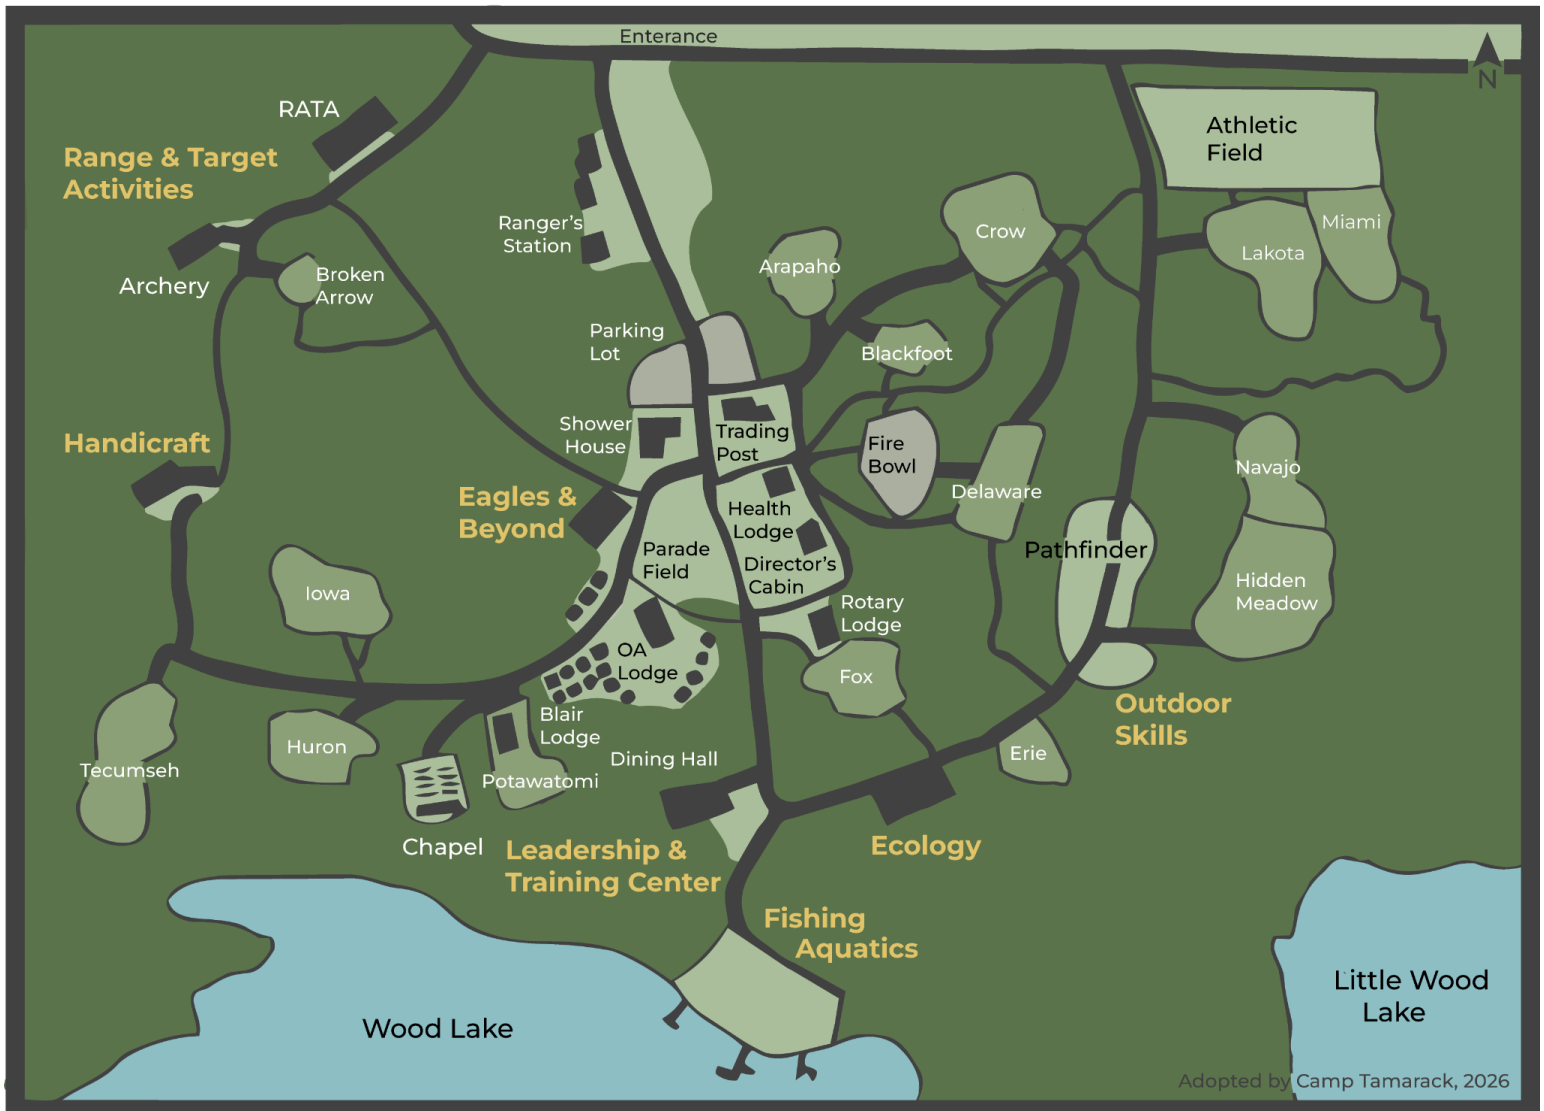 Enterance
N
RATA
Athletic
Field
Range & Target
Activities
Ranger's
Station
Crow
Miami
Lakota
Arapaho
Archery
Broken
Arrow
Parking
Lot
Blackfoot
Shower
House
Trading
Post
Fire
Bowl
Handicraft
Navajo
Delaware
Eagles &
Beyond
Health
Lodge
Parade
Field
Pathfinder
Director's
Cabin
Iowa
Hidden
Meadow
Rotary
Lodge
OA
Lodge
Fox
Outdoor
Skills
Blair
Lodge
Huron
Dining Hall
Erie
Tecumseh
Potawatomi
Chapel
Leadership &
Training Center
Ecology
Fishing
Aquatics
Wood Lake
Little Wood
Lake
Adopted by Camp Tamarack, 2026